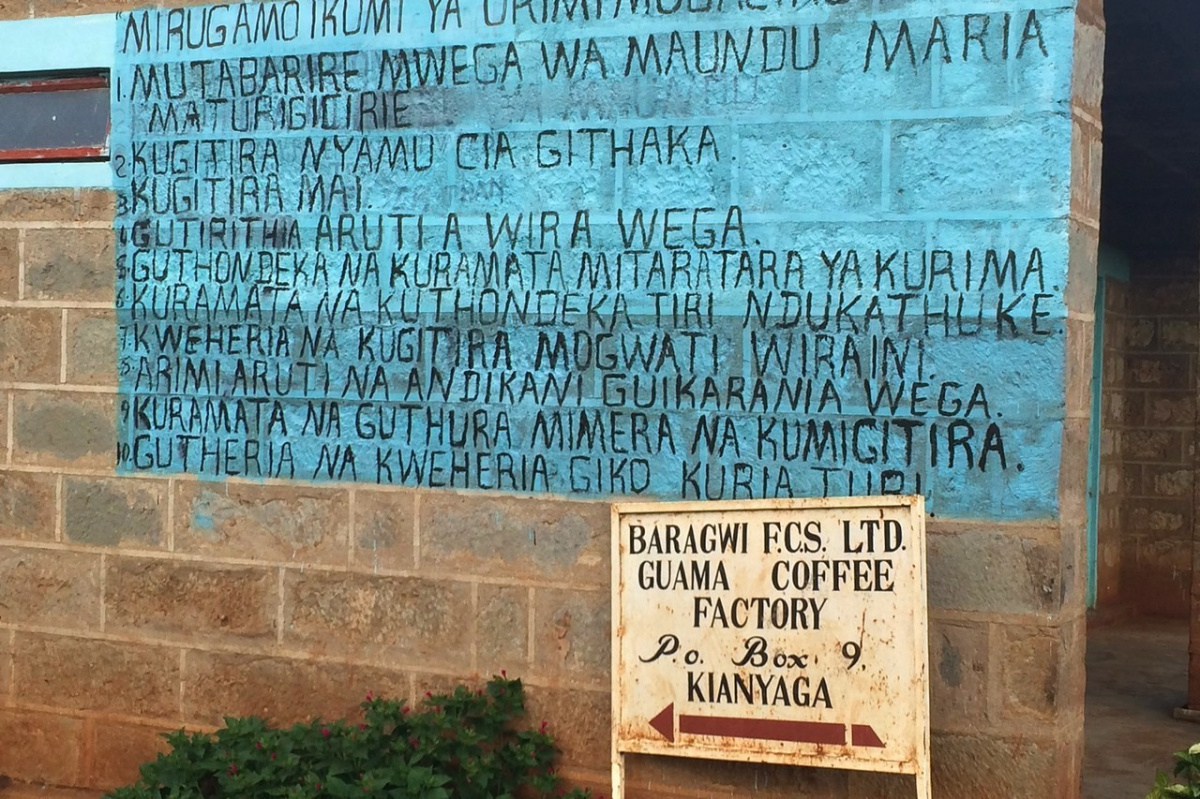 "MIRUGAMO IKUMI YA URIMI
1. MUTABARIRE MWEGA WA MAUNDU MARIA
MATURIGICIRIE
2. KUGITIRA NYAMU CIA GITHAKA.
3. KUGITIRA MAI.
4. GUTIRITHIA ARUTI A WIRA WEGA.
5. GUTHONDEKA NA KURAMATA MITARATARA YA KURIMA.
6. KURAMATA NA KUTHONDEKA TIRI NDUKATHUKE.
7. KWEHERIA NA KUGITIRA MOGWATI WIRAINI.
8. ARIMI ARUTI NA ANDIKANI GUIKARANIA WEGA.
9. KURAMATA NA GUTHURA MIMERA NA KUMIGITIRA.
10. GUTHERIA NA KWEHERIA GIKO KURIA
BARAGWI F.C.S. LTD.
GUAMA COFFEE
FACTORY
P.o. Box 9,
KIANYAGA